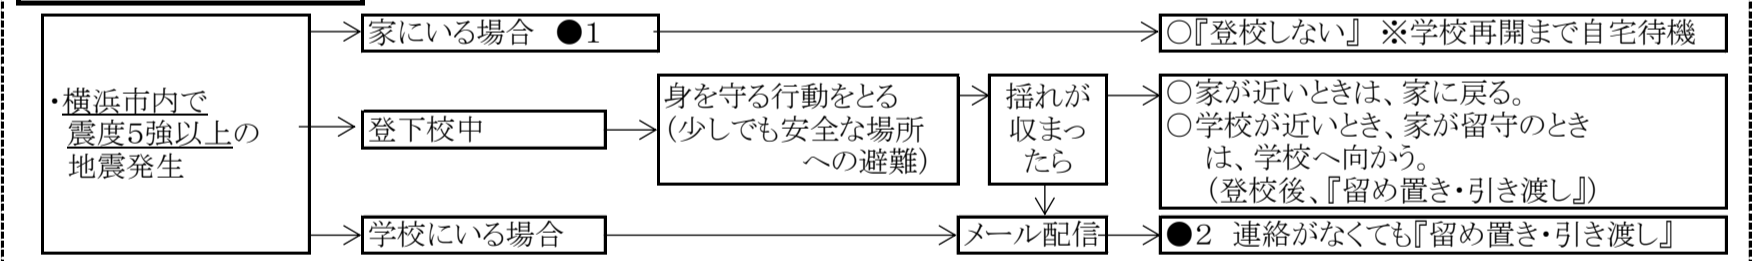 ・横浜市内で
震度5強以上の
地震発生
家にいる場合　●1
○『登校しない』　※学校再開まで自宅待機
登下校中
身を守る行動をとる
（少しでも安全な場所
への避難）
揺れが
収まっ
たら
○家が近いときは、家に戻る。
○学校が近いとき、家が留守のとき
は、学校へ向かう。
（登校後、『留め置き・引き渡し』）
学校にいる場合
メール配信
●2　連絡がなくても『留め置き・引き渡し』